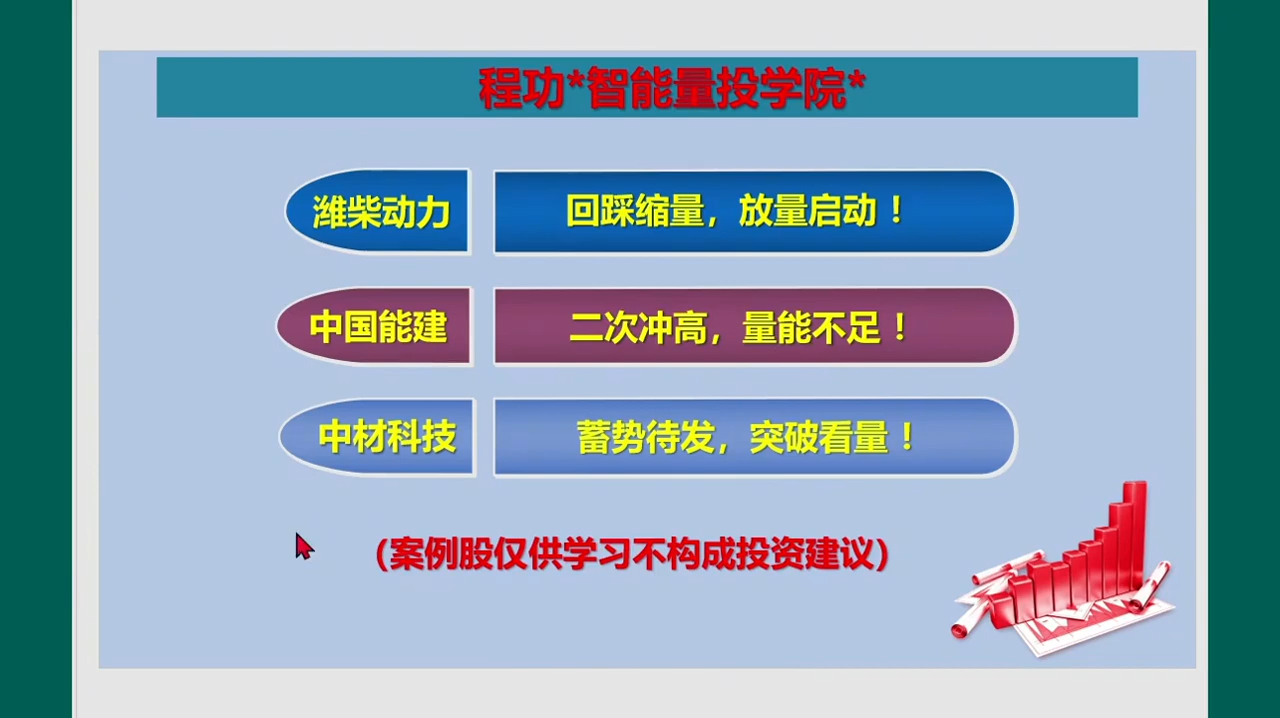 程功*智能量投学院*
潍柴动力
回踩缩量，放量启动！
中国能建
二次冲高，量能不足！
中材科技
蓄势待发，突破看量！
（案例股仅供学习不构成投资建议）